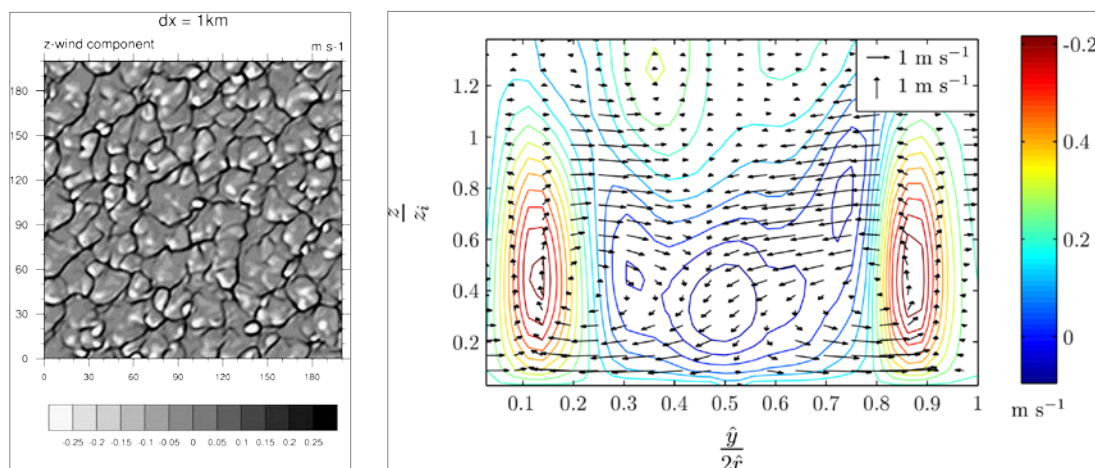 dx = 1km
z-wind component
m s-1
180
150
120
90
60
30
0
0 30 60 90 120 150 180
-0.25 -0.2 -0.15 -0.1 -0.05 0 0.05 0.1 0.15 0.2 0.25
1 m s⁻¹
1 m s⁻¹
1.2
1
0.8
0.6
0.4
0.2
z
zᵢ
0.1 0.2 0.3 0.4 0.5 0.6 0.7 0.8 0.9 1
ŷ
2r̂
-0.2
0.4
0.2
0
m s⁻¹